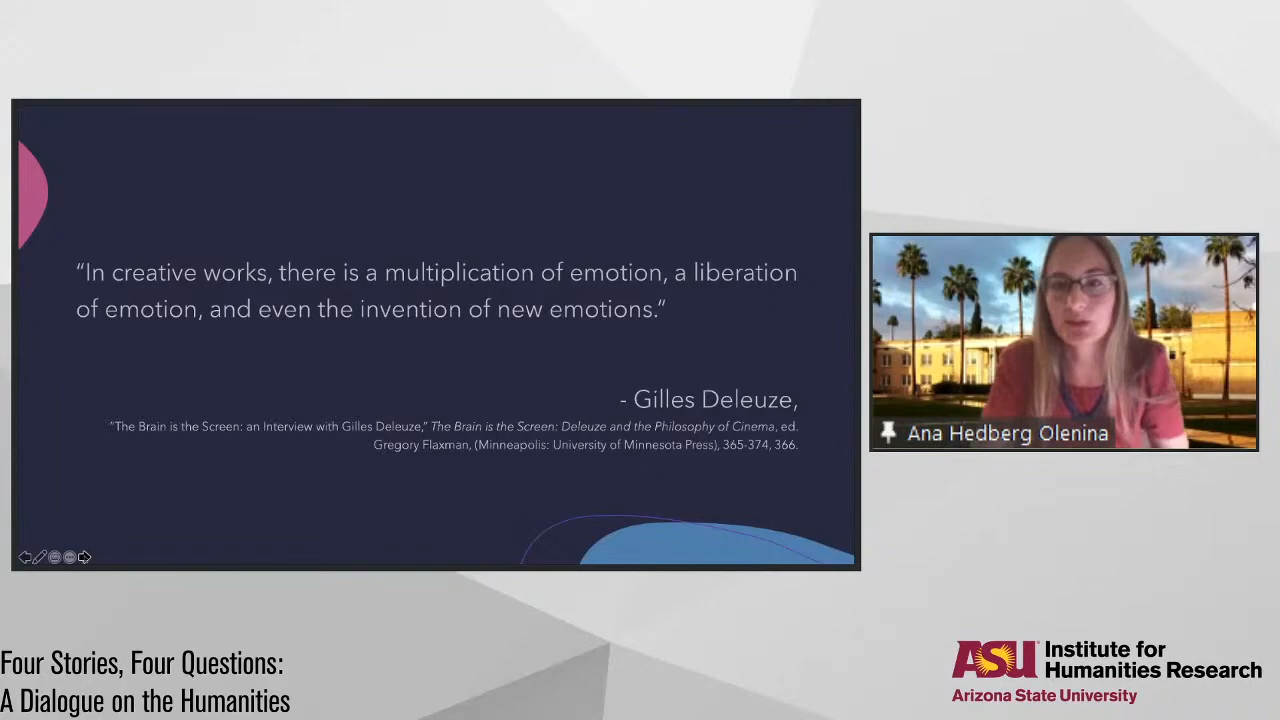 “In creative works, there is a multiplication of emotion, a liberation
of emotion, and even the invention of new emotions.”
- Gilles Deleuze,
“The Brain is the Screen: an Interview with Gilles Deleuze,” The Brain is the Screen: Deleuze and the Philosophy of Cinema, ed.
Gregory Flaxman, (Minneapolis: University of Minnesota Press), 365-374, 366.
Ana Hedberg Olenina
Four Stories, Four Questions:
A Dialogue on the Humanities
ASU Institute for
Humanities Research
Arizona State University